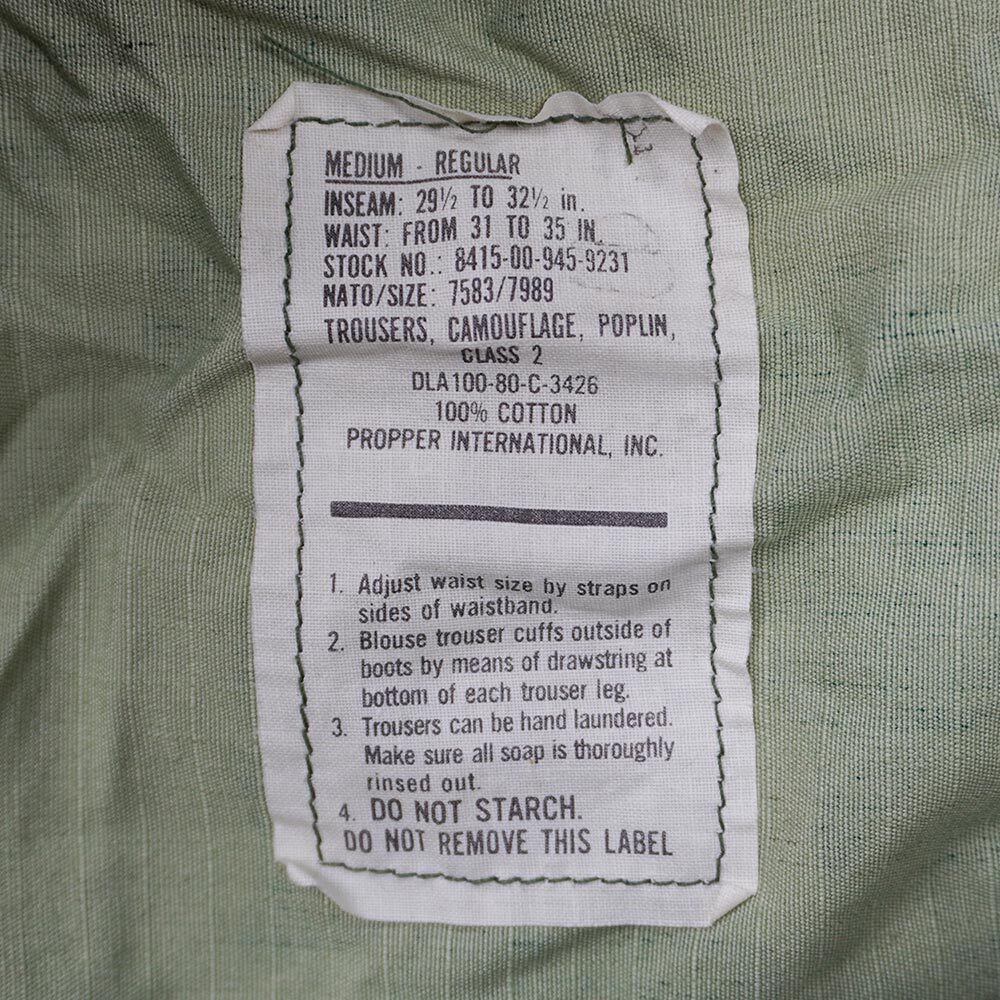 MEDIUM - REGULAR
INSEAM: 29½ TO 32½ in.
WAIST: FROM 31 TO 35 IN.
STOCK NO.: 8415-00-945-9231
NATO/SIZE: 7583/7989
TROUSERS, CAMOUFLAGE, POPLIN,
CLASS 2
DLA100-80-C-3426
100% COTTON
PROPPER INTERNATIONAL, INC.
1. Adjust waist size by straps on
sides of waistband.
2. Blouse trouser cuffs outside of
boots by means of drawstring at
bottom of each trouser leg.
3. Trousers can be hand laundered.
Make sure all soap is thoroughly
rinsed out.
4. DO NOT STARCH.
DO NOT REMOVE THIS LABEL